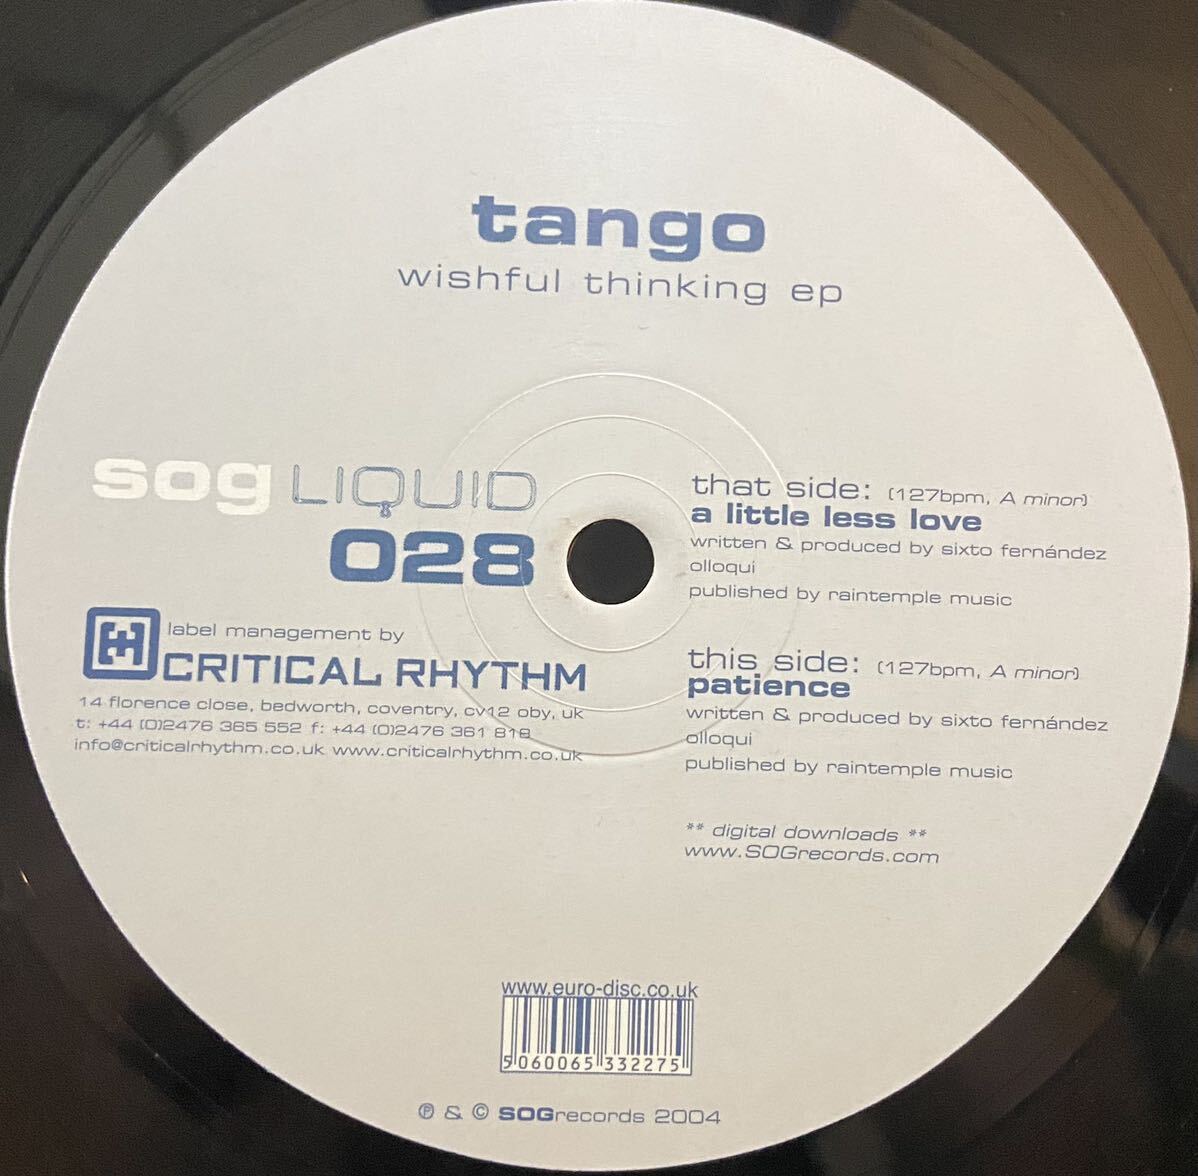 tango
wishful thinking ep
sog LIQUID
028
label management by
CRITICAL RHYTHM
14 florence close, bedworth, coventry, cv12 oby, uk
t: +44 (0)2476 365 552 f: +44 (0)2476 361 818
info@criticalrhythm.co.uk www.criticalrhythm.co.uk
that side: (127bpm, A minor)
a little less love
written & produced by sixto fernández
olloqui
published by raintemple music
this side: (127bpm, A minor)
patience
written & produced by sixto fernández
olloqui
published by raintemple music
** digital downloads **
www.SOGrecords.com
www.euro-disc.co.uk
5 060065 332275
℗ & © SOGrecords 2004